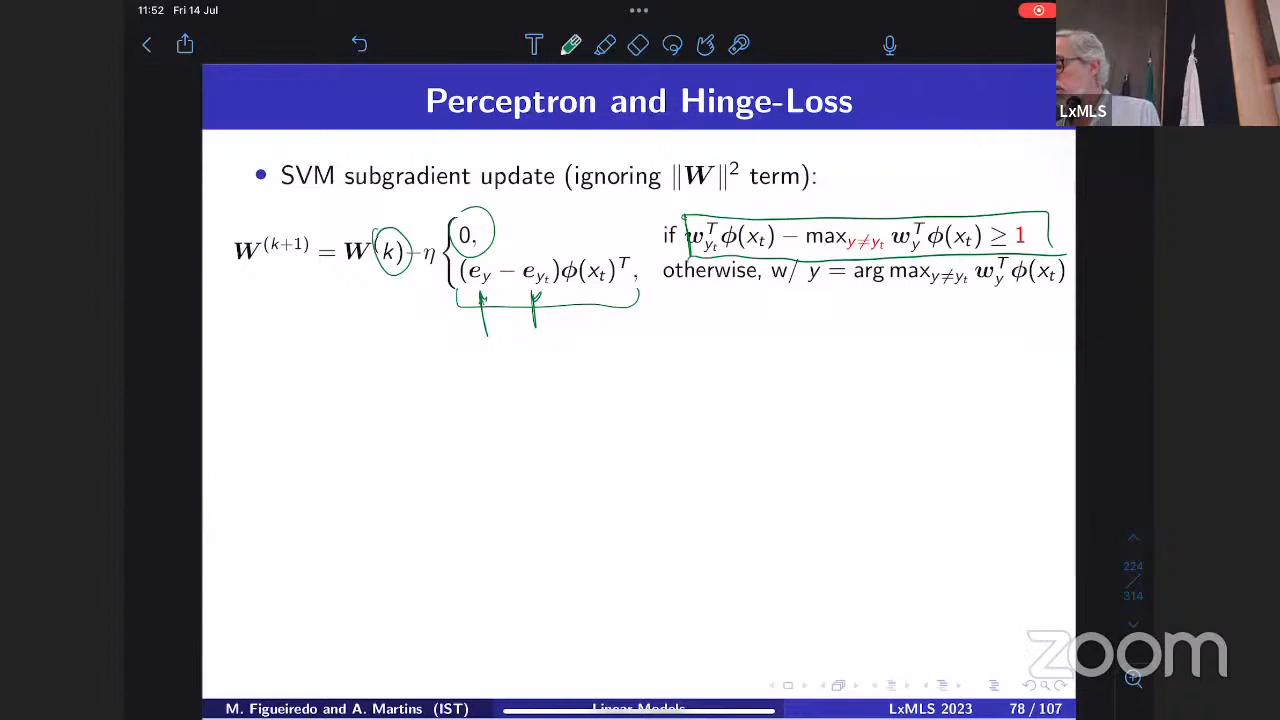 11:52 Fri 14 Jul
LxMLS
Perceptron and Hinge-Loss
• SVM subgradient update (ignoring ‖W‖² term):
W^(k+1) = W^(k) − η { 0, if w_{y_t}^T ϕ(x_t) − max_{y≠y_t} w_y^T ϕ(x_t) ≥ 1
(e_y − e_{y_t})ϕ(x_t)^T, otherwise, w/ y = arg max_{y≠y_t} w_y^T ϕ(x_t)
224
/
314
zoom
M. Figueiredo and A. Martins (IST) Linear Models LxMLS 2023 78 / 107